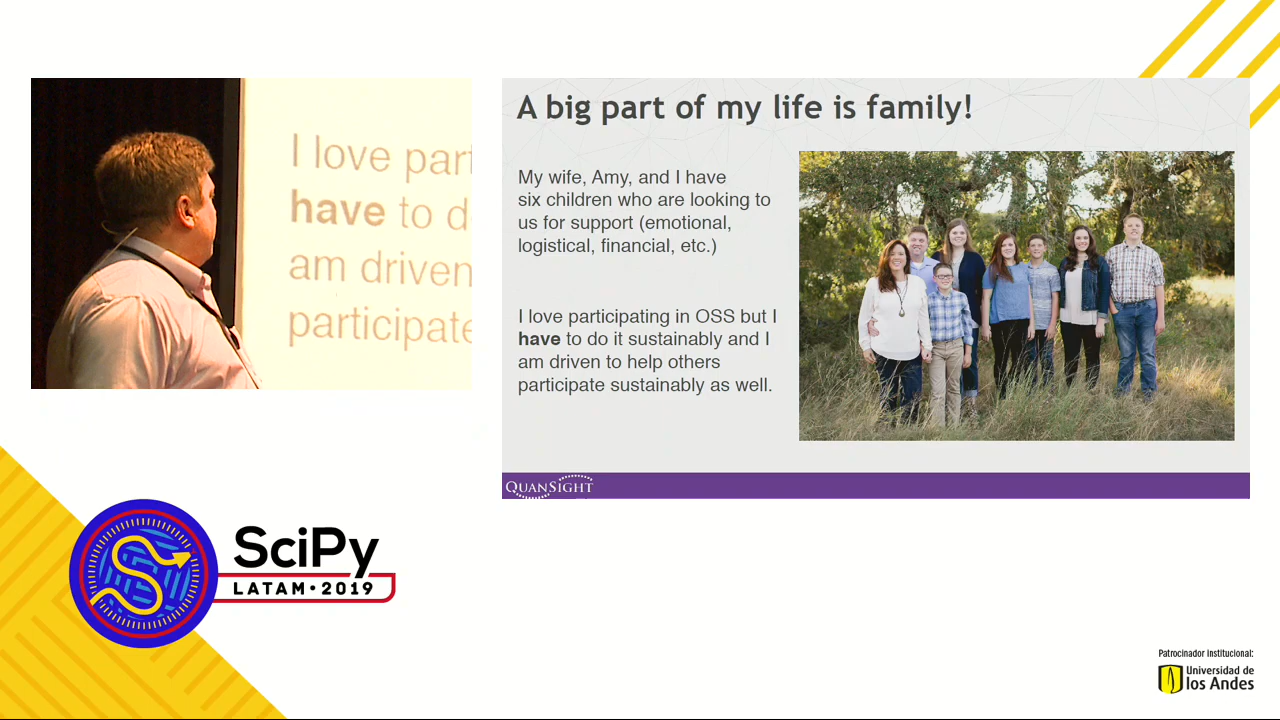 I love part
have to d
am driven
participate
A big part of my life is family!
My wife, Amy, and I have
six children who are looking to
us for support (emotional,
logistical, financial, etc.)
I love participating in OSS but I
have to do it sustainably and I
am driven to help others
participate sustainably as well.
QUANSIGHT
SciPy
LATAM•2019
Patrocinador Institucional:
Universidad de
los Andes